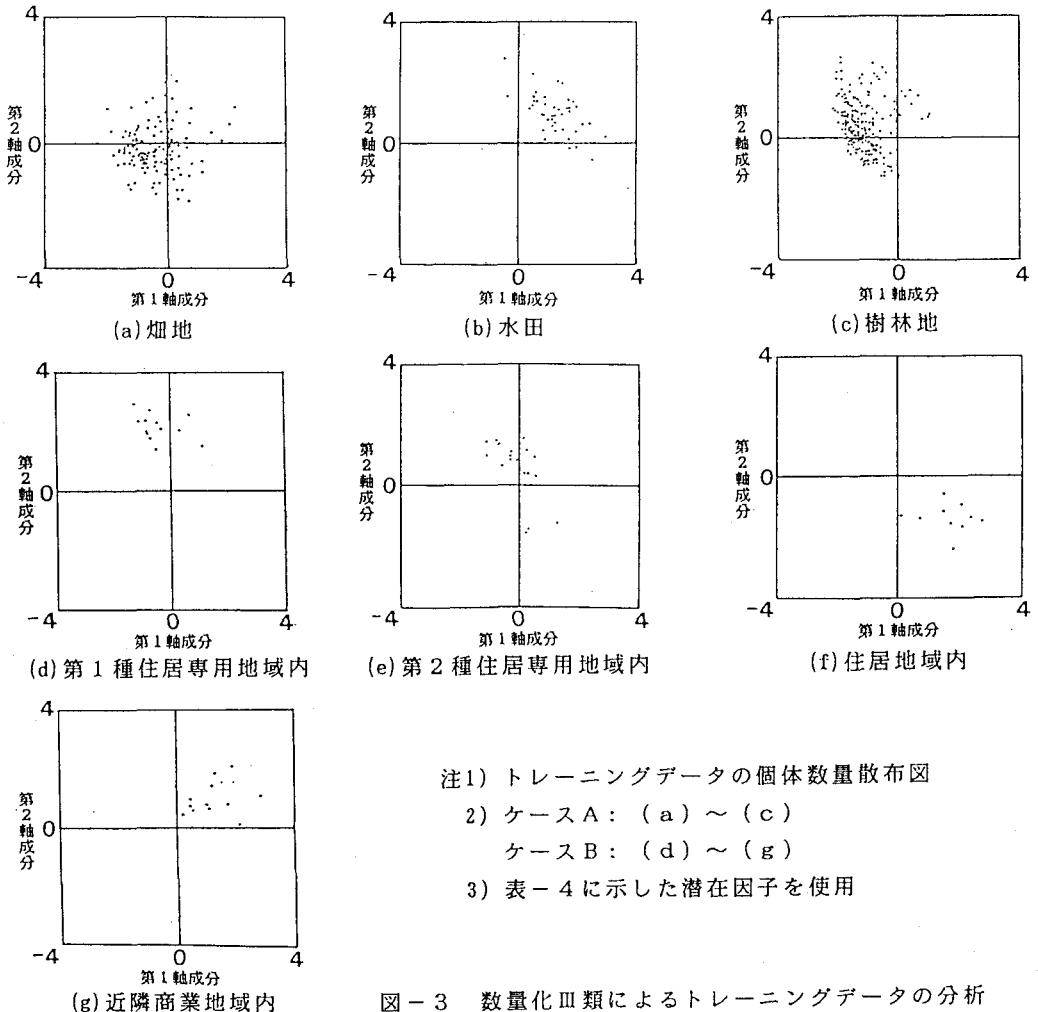 4
第2軸成分
0
-4
0
4
第1軸成分
(a)畑地
4
第2軸成分
0
-4
0
4
第1軸成分
(b)水田
4
第2軸成分
0
-4
0
4
第1軸成分
(c)樹林地
4
第2軸成分
0
-4
0
4
第1軸成分
(d)第1種住居専用地域内
4
第2軸成分
0
-4
0
4
第1軸成分
(e)第2種住居専用地域内
4
第2軸成分
0
-4
0
4
第1軸成分
(f)住居地域内
4
第2軸成分
0
-4
0
4
第1軸成分
(g)近隣商業地域内
注1) トレーニングデータの個体数量散布図
2) ケースA: (a)~(c)
ケースB: (d)~(g)
3) 表-4に示した潜在因子を使用
図-3 数量化Ⅲ類によるトレーニングデータの分析